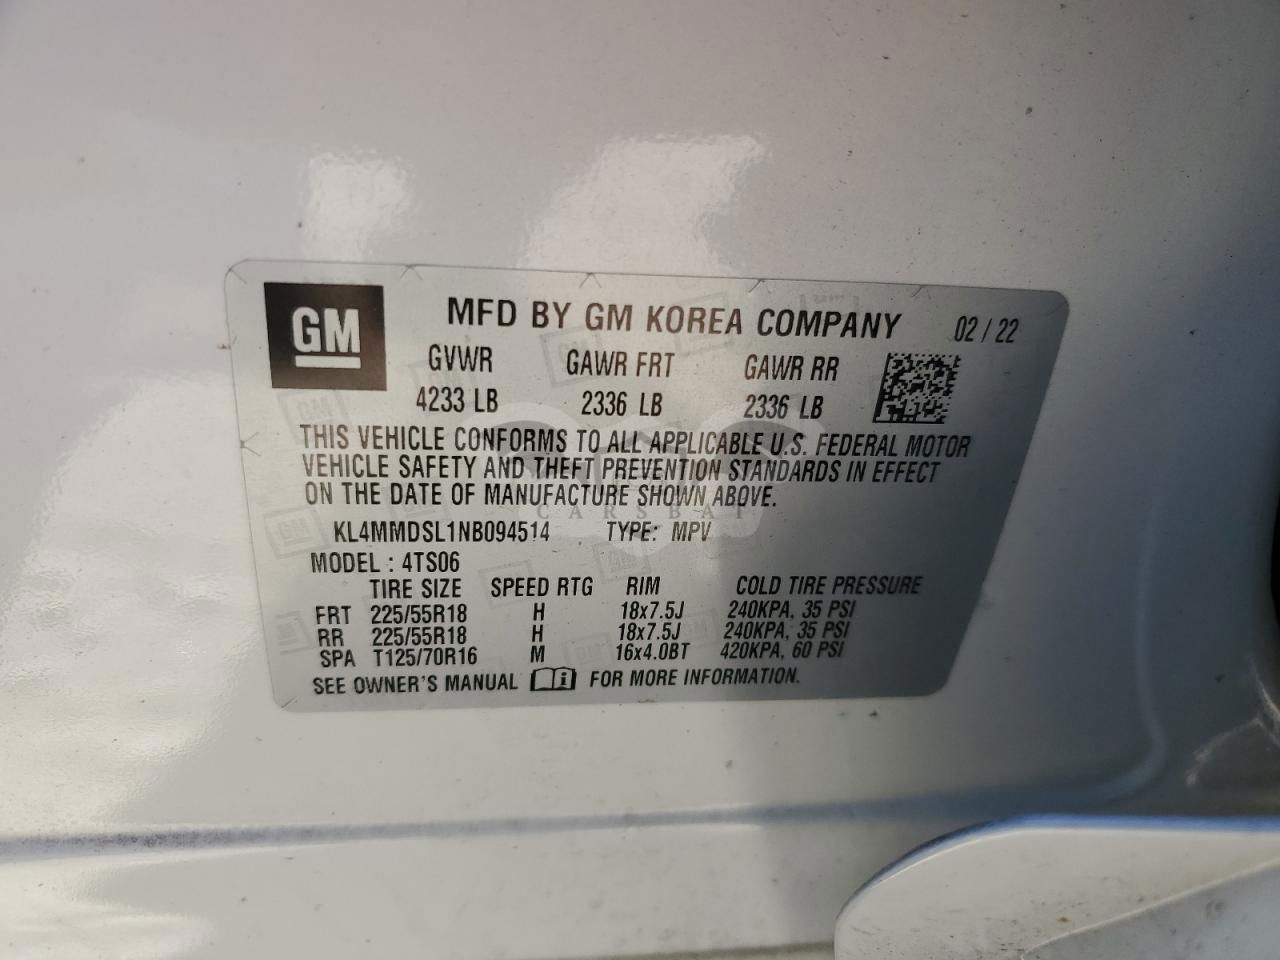 GM
MFD BY GM KOREA COMPANY 02 / 22
GVWR GAWR FRT GAWR RR
4233 LB 2336 LB 2336 LB
THIS VEHICLE CONFORMS TO ALL APPLICABLE U.S. FEDERAL MOTOR
VEHICLE SAFETY AND THEFT PREVENTION STANDARDS IN EFFECT
ON THE DATE OF MANUFACTURE SHOWN ABOVE.
CARSBAT
KL4MMDSL1NB094514 TYPE: MPV
MODEL : 4TS06
TIRE SIZE SPEED RTG RIM COLD TIRE PRESSURE
FRT 225/55R18 H 18x7.5J 240KPA, 35 PSI
RR 225/55R18 H 18x7.5J 240KPA, 35 PSI
SPA T125/70R16 M 16x4.0BT 420KPA, 60 PSI
SEE OWNER'S MANUAL i FOR MORE INFORMATION.